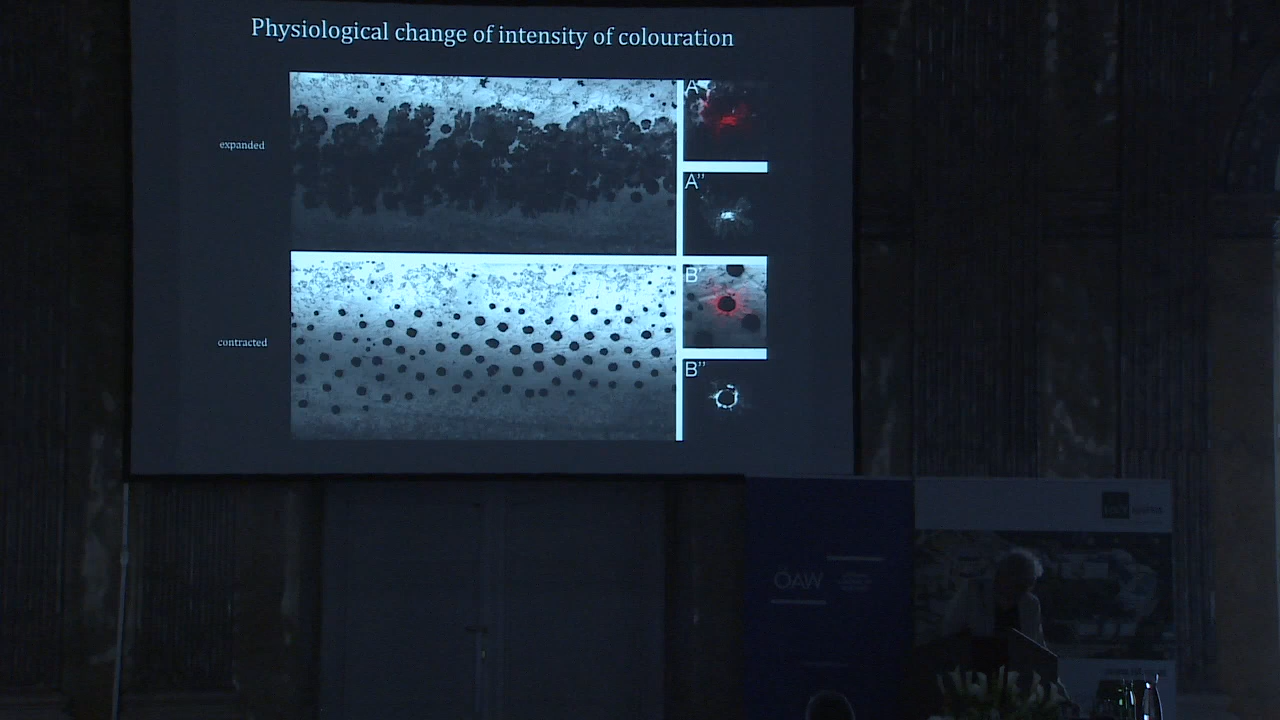 Physiological change of intensity of colouration
A'
expanded
A''
B'
contracted
B''
ÖAW